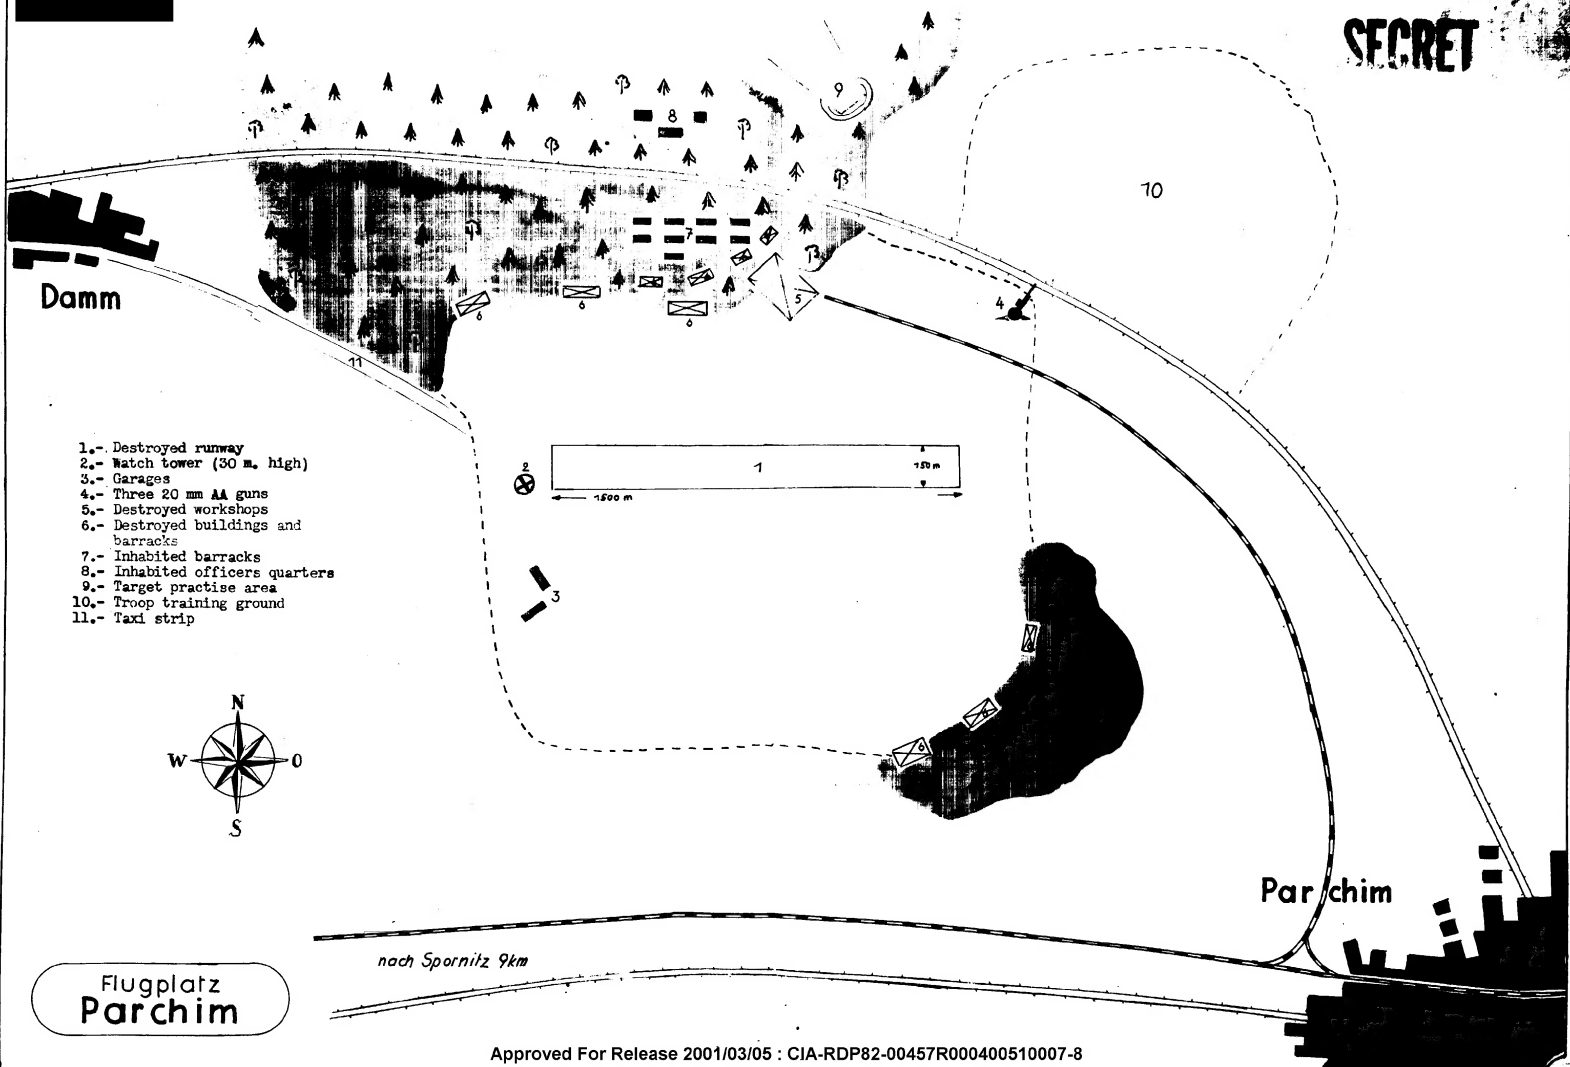 SECRET
9
8
10
7
Damm
4
5
6
6
6
11
1.- Destroyed runway
2.- Watch tower (30 m. high)
3.- Garages
4.- Three 20 mm AA guns
5.- Destroyed workshops
6.- Destroyed buildings and
barracks
7.- Inhabited barracks
8.- Inhabited officers quarters
9.- Target practise area
10.- Troop training ground
11.- Taxi strip
2
1
150 m
1500 m
3
6
N
W
O
S
Parchim
nach Spornitz 9km
Flugplatz
Parchim
Approved For Release 2001/03/05 : CIA-RDP82-00457R000400510007-8